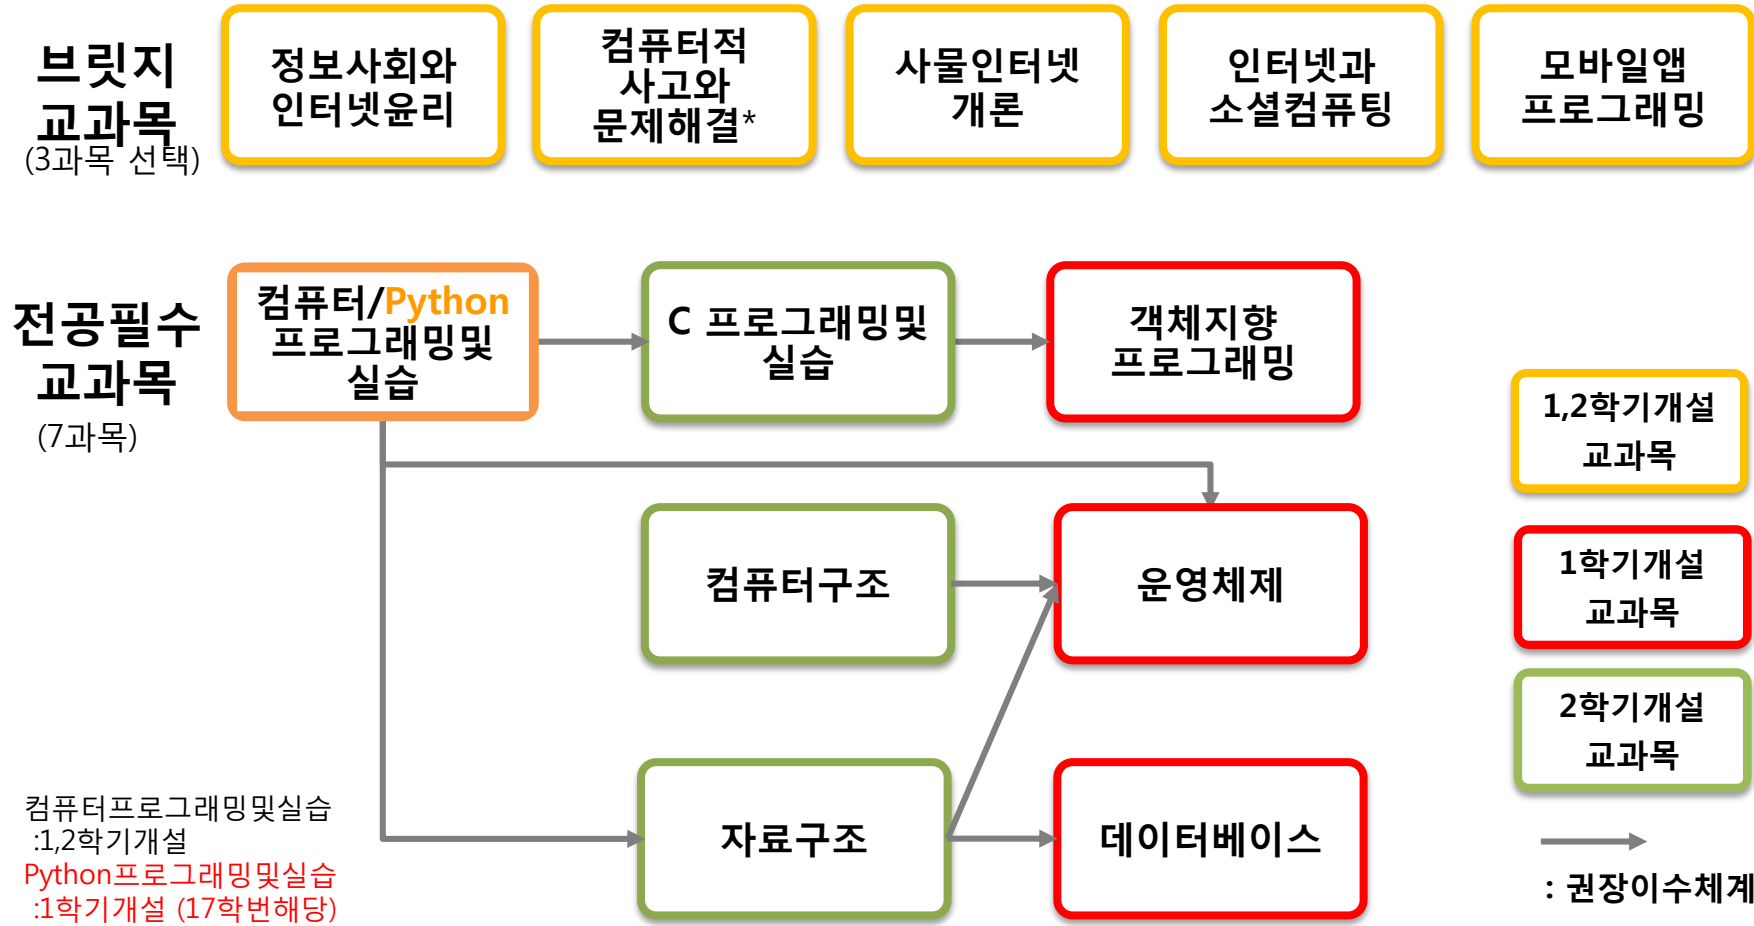 브릿지
교과목
(3과목 선택)
정보사회와
인터넷윤리
컴퓨터적
사고와
문제해결*
사물인터넷
개론
인터넷과
소셜컴퓨팅
모바일앱
프로그래밍
전공필수
교과목
(7과목)
컴퓨터/Python
프로그래밍및
실습
C 프로그래밍및
실습
객체지향
프로그래밍
컴퓨터구조
운영체제
자료구조
데이터베이스
1,2학기개설
교과목
1학기개설
교과목
2학기개설
교과목
: 권장이수체계
컴퓨터프로그래밍및실습
:1,2학기개설
Python프로그래밍및실습
:1학기개설 (17학번해당)